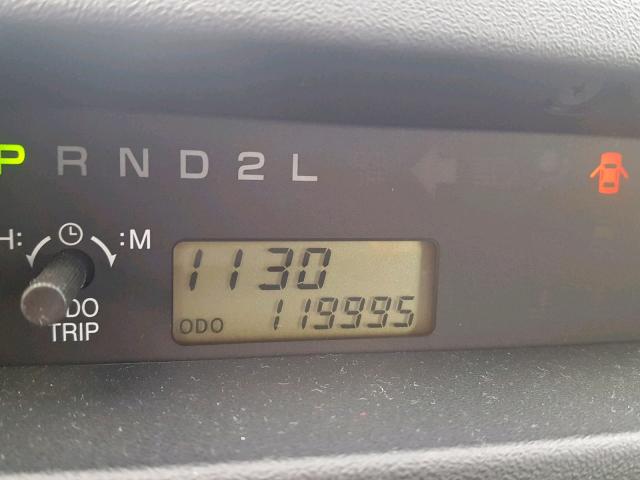 P R N D 2 L
H: :M
1130
ODO 119995
ODO
TRIP